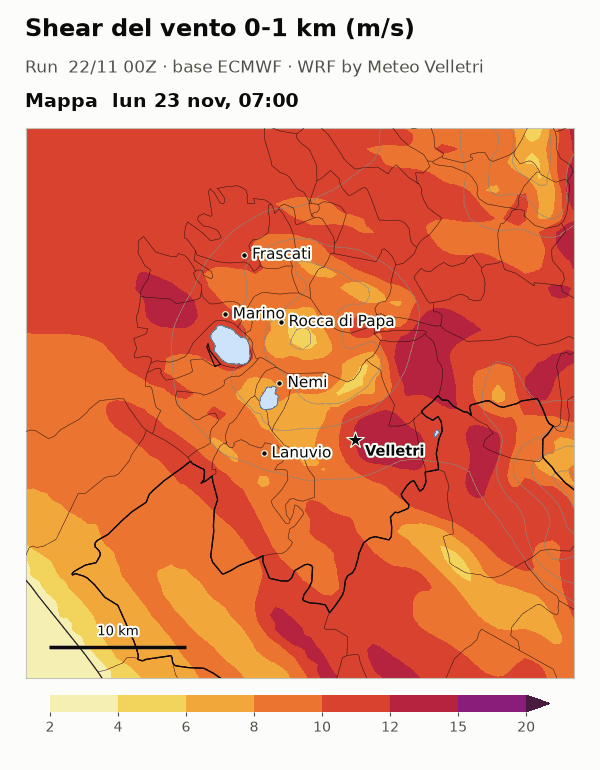 Shear del vento 0-1 km (m/s)
Run  22/11 00Z · base ECMWF · WRF by Meteo Velletri
Mappa  lun 23 nov, 07:00
Frascati
Marino
Rocca di Papa
Nemi
Velletri
Lanuvio
10 km
2 4 6 8 10 12 15 20